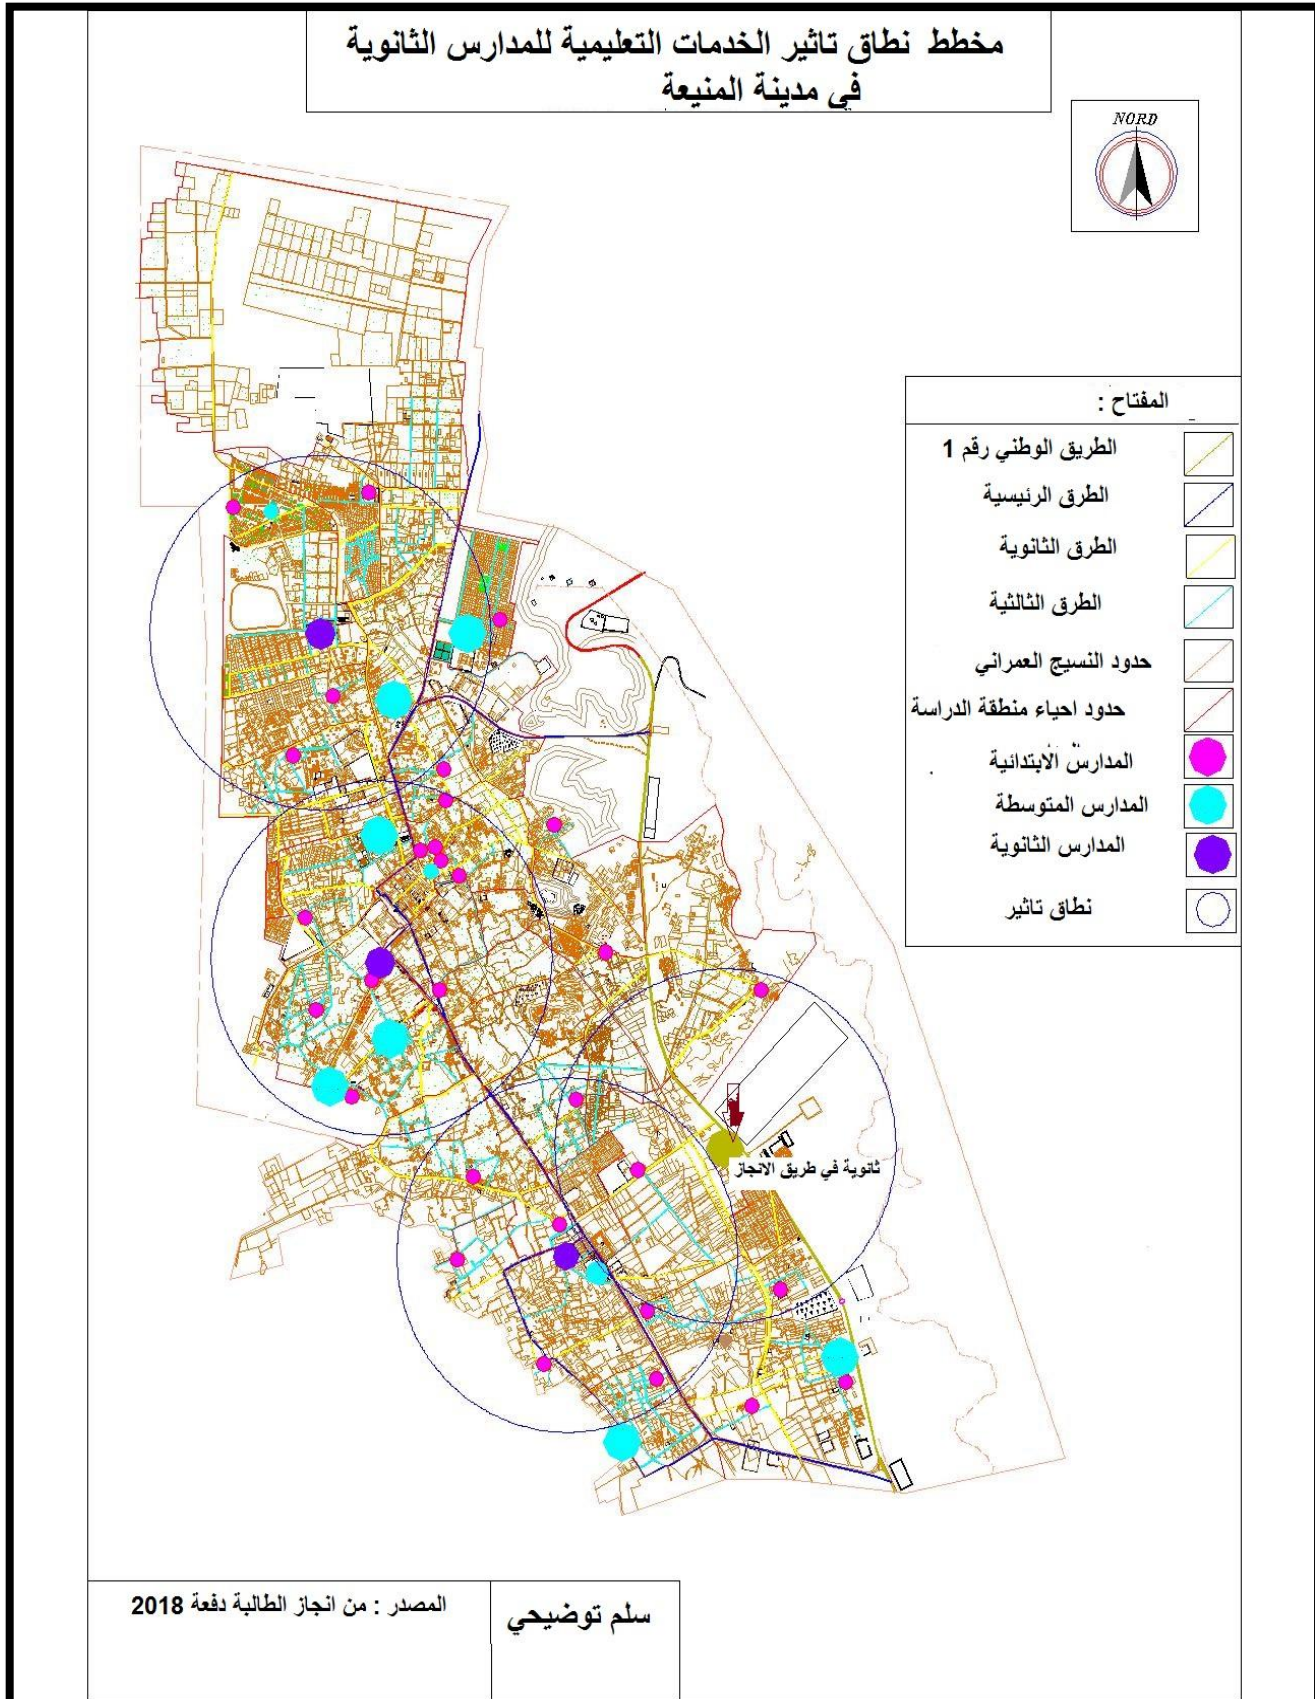 مخطط نطاق تاثير الخدمات التعليمية للمدارس الثانوية
في مدينة المنيعة
NORD
المفتاح :
الطريق الوطني رقم 1
الطرق الرئيسية
الطرق الثانوية
الطرق الثالثية
حدود النسيج العمراني
حدود احياء منطقة الدراسة
المدارس الابتدائية
المدارس المتوسطة
المدارس الثانوية
نطاق تاثير
ثانوية في طريق الانجاز
سلم توضيحي
المصدر : من انجاز الطالبة دفعة 2018